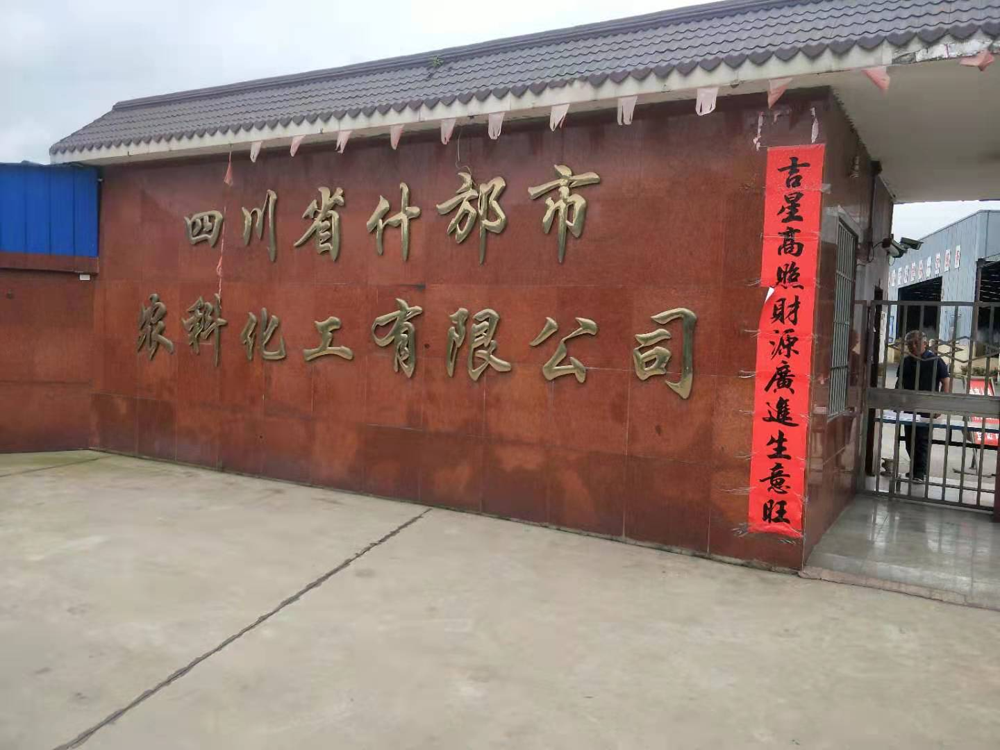 四川省什邡市
农科化工有限公司
吉星高照財源廣進生意旺